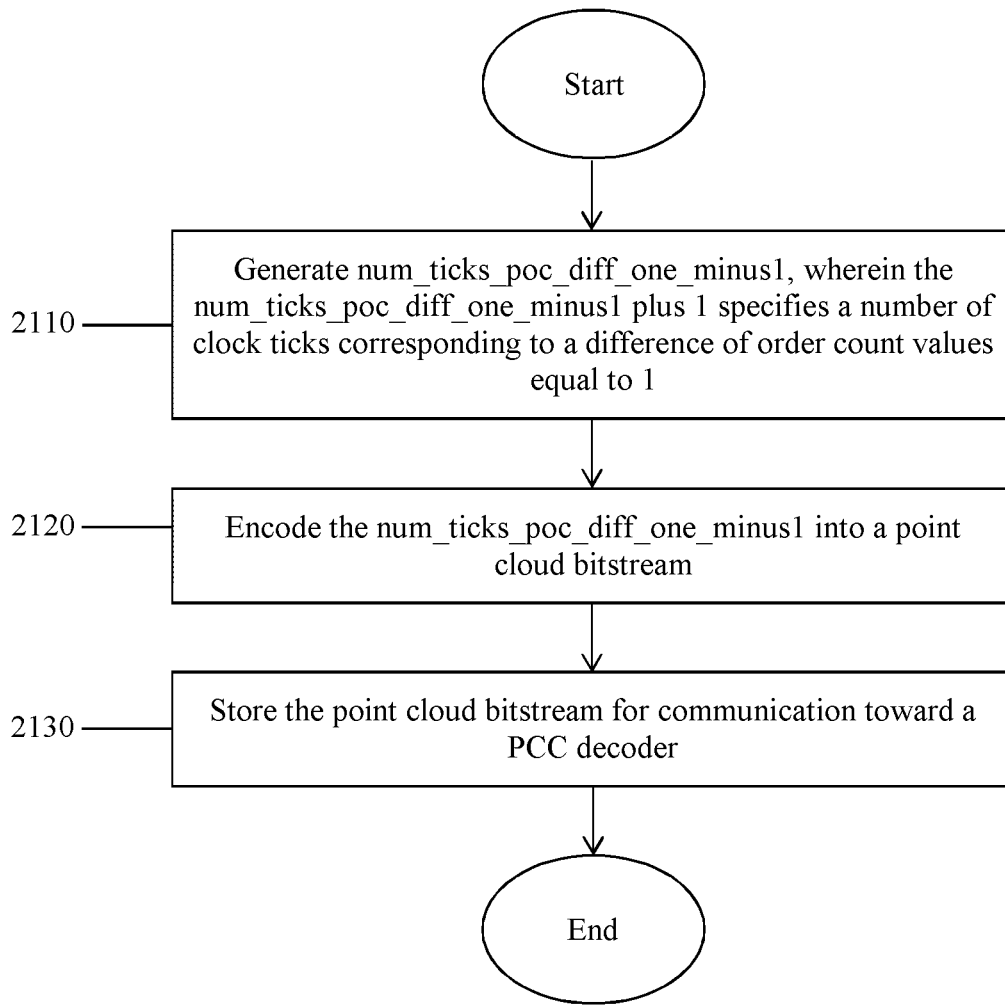 Start
Generate num_ticks_poc_diff_one_minus1, wherein the
num_ticks_poc_diff_one_minus1 plus 1 specifies a number of
2110
clock ticks corresponding to a difference of order count values
equal to 1
2120
Encode the num_ticks_poc_diff_one_minus1 into a point
cloud bitstream
2130
Store the point cloud bitstream for communication toward a
PCC decoder
End